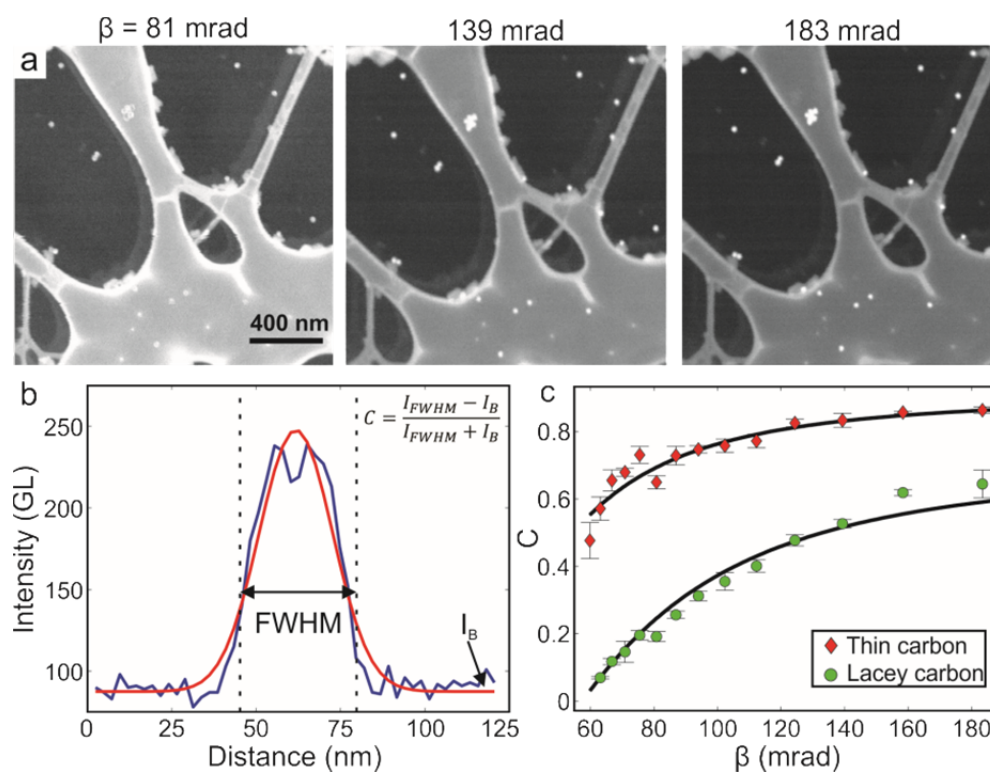 β = 81 mrad 139 mrad 183 mrad
a
400 nm
b
C = (I_FWHM − I_B) / (I_FWHM + I_B)
250
200
150
100
Intensity (GL)
FWHM
I_B
0 25 50 75 100 125
Distance (nm)
c
0.8
0.6
0.4
0.2
0
C
Thin carbon
Lacey carbon
60 80 100 120 140 160 180
β (mrad)